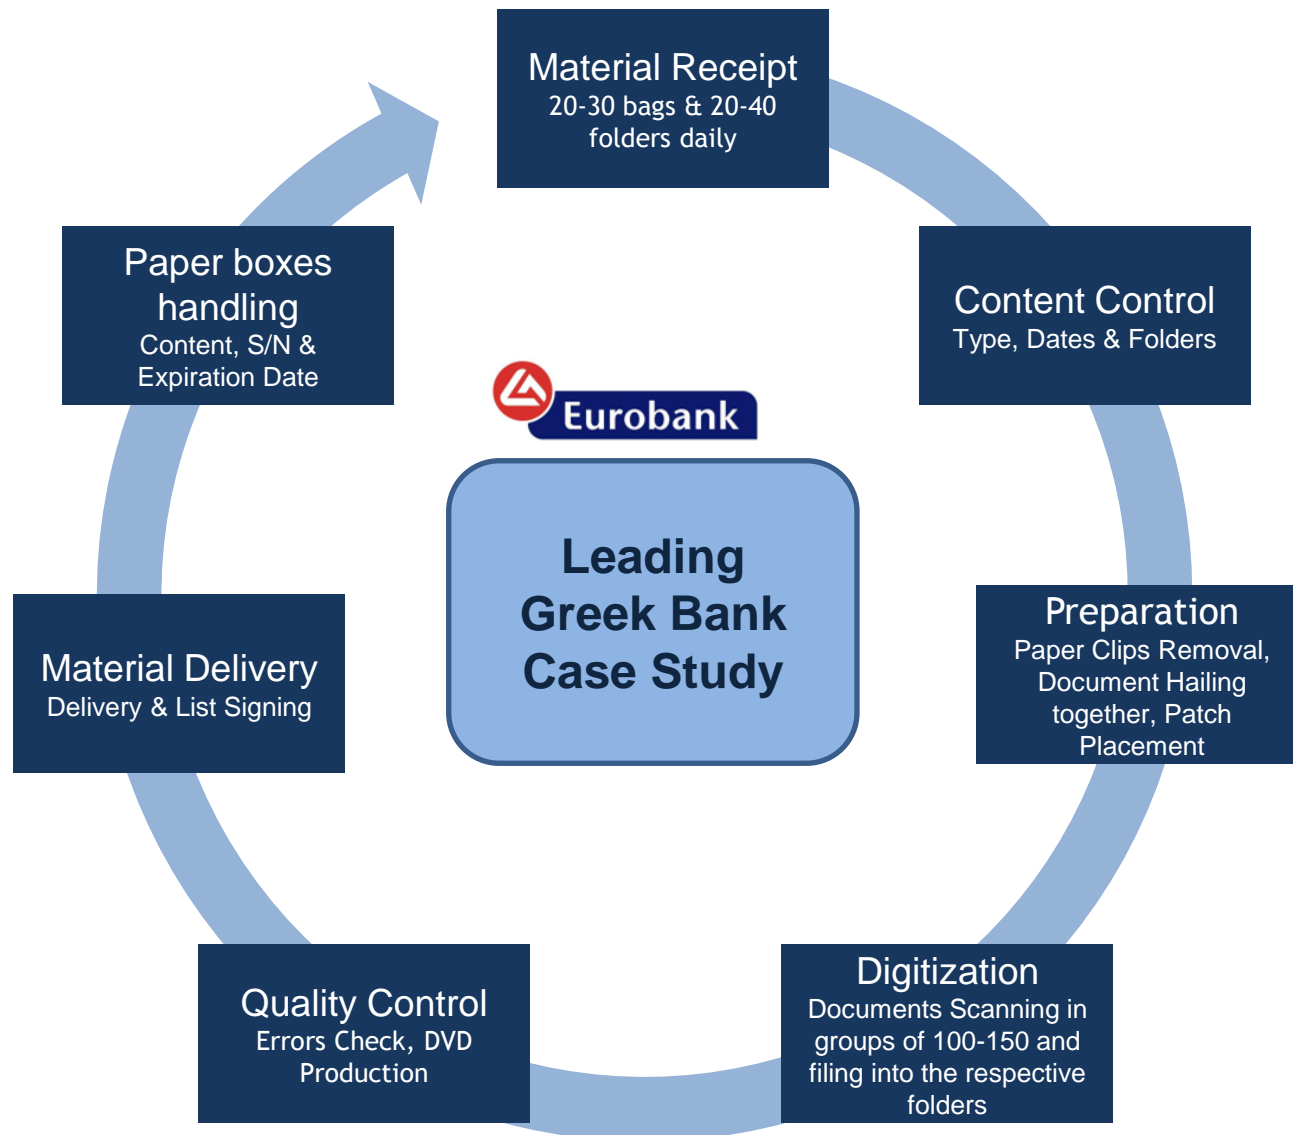 Material Receipt
20-30 bags & 20-40
folders daily
Content Control
Type, Dates & Folders
Preparation
Paper Clips Removal,
Document Hailing
together, Patch
Placement
Digitization
Documents Scanning in
groups of 100-150 and
filing into the respective
folders
Quality Control
Errors Check, DVD
Production
Material Delivery
Delivery & List Signing
Paper boxes
handling
Content, S/N &
Expiration Date
Eurobank
Leading
Greek Bank
Case Study